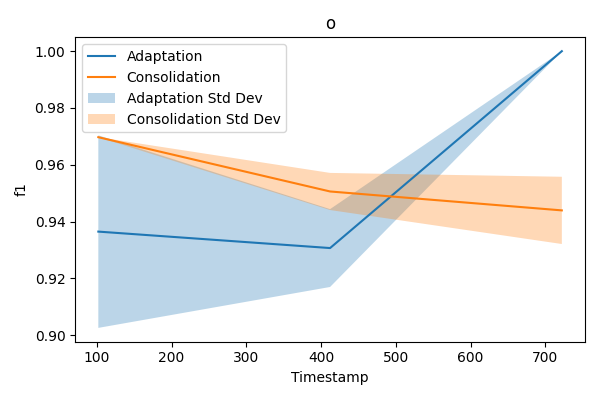 o
1.00
0.98
0.96
0.94
0.92
0.90
f1
Adaptation
Consolidation
Adaptation Std Dev
Consolidation Std Dev
100 200 300 400 500 600 700
Timestamp